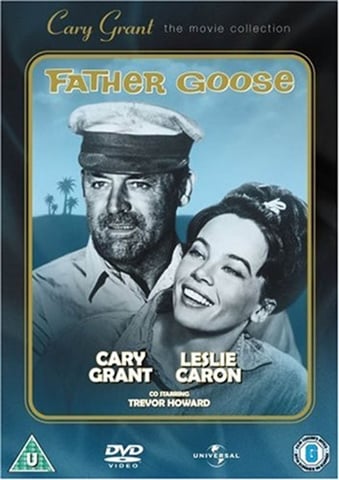 Cary Grant the movie collection
FATHER GOOSE
CARY GRANT
LESLIE CARON
CO STARRING
TREVOR HOWARD
U
DVD
VIDEO
UNIVERSAL